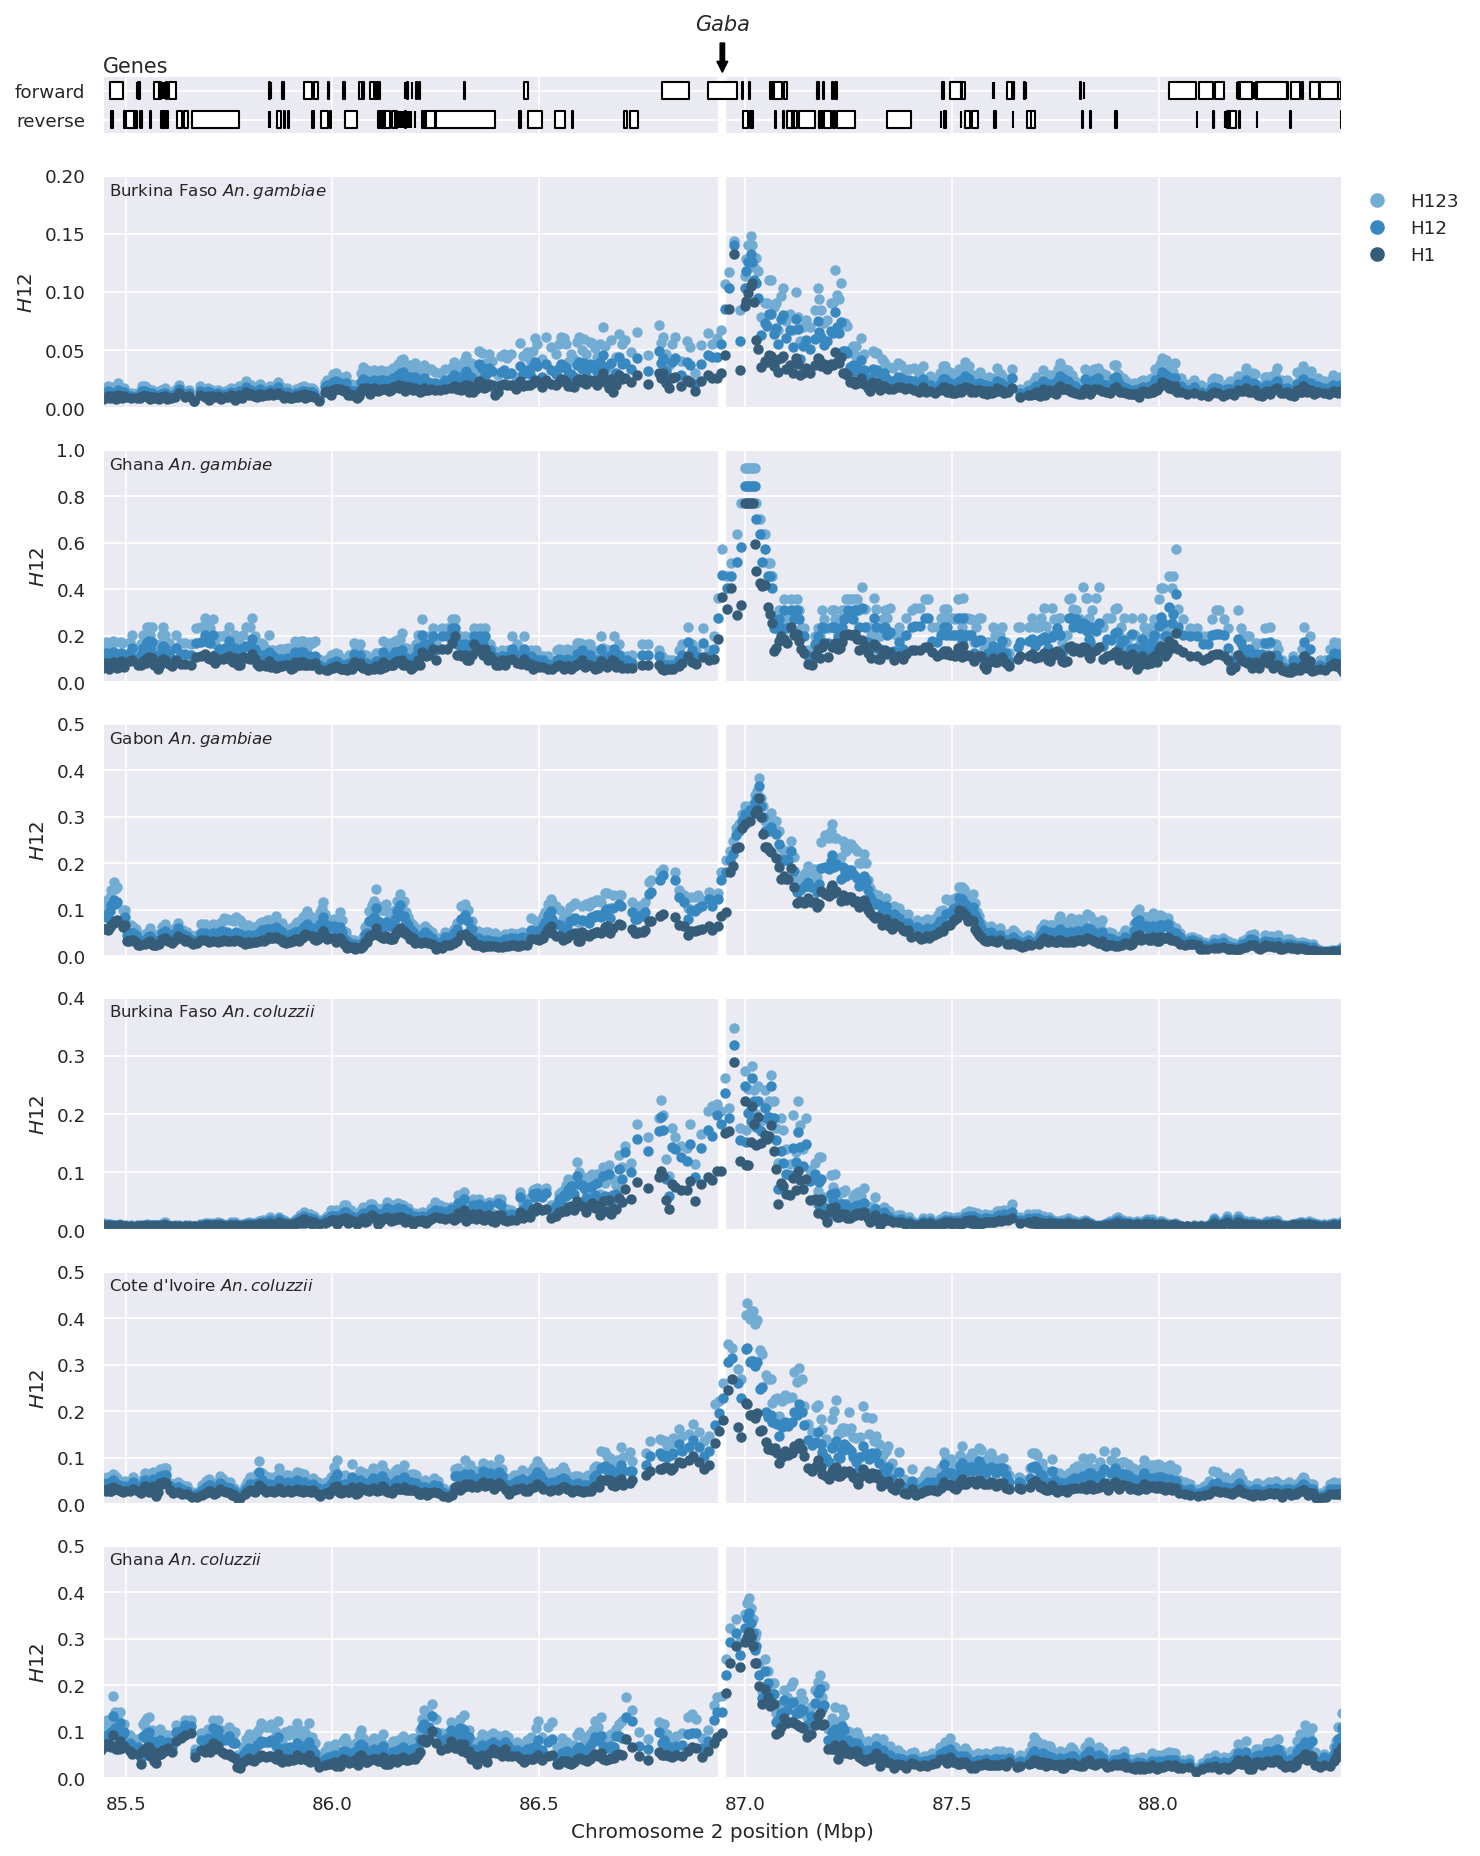 Gaba
Genes
forward
reverse
0.20
0.15
0.10
0.05
0.00
H12
Burkina Faso An. gambiae
H123
H12
H1
1.0
0.8
0.6
0.4
0.2
0.0
H12
Ghana An. gambiae
0.5
0.4
0.3
0.2
0.1
0.0
H12
Gabon An. gambiae
0.4
0.3
0.2
0.1
0.0
H12
Burkina Faso An. coluzzii
0.5
0.4
0.3
0.2
0.1
0.0
H12
Cote d'Ivoire An. coluzzii
0.5
0.4
0.3
0.2
0.1
0.0
H12
Ghana An. coluzzii
85.5 86.0 86.5 87.0 87.5 88.0
Chromosome 2 position (Mbp)